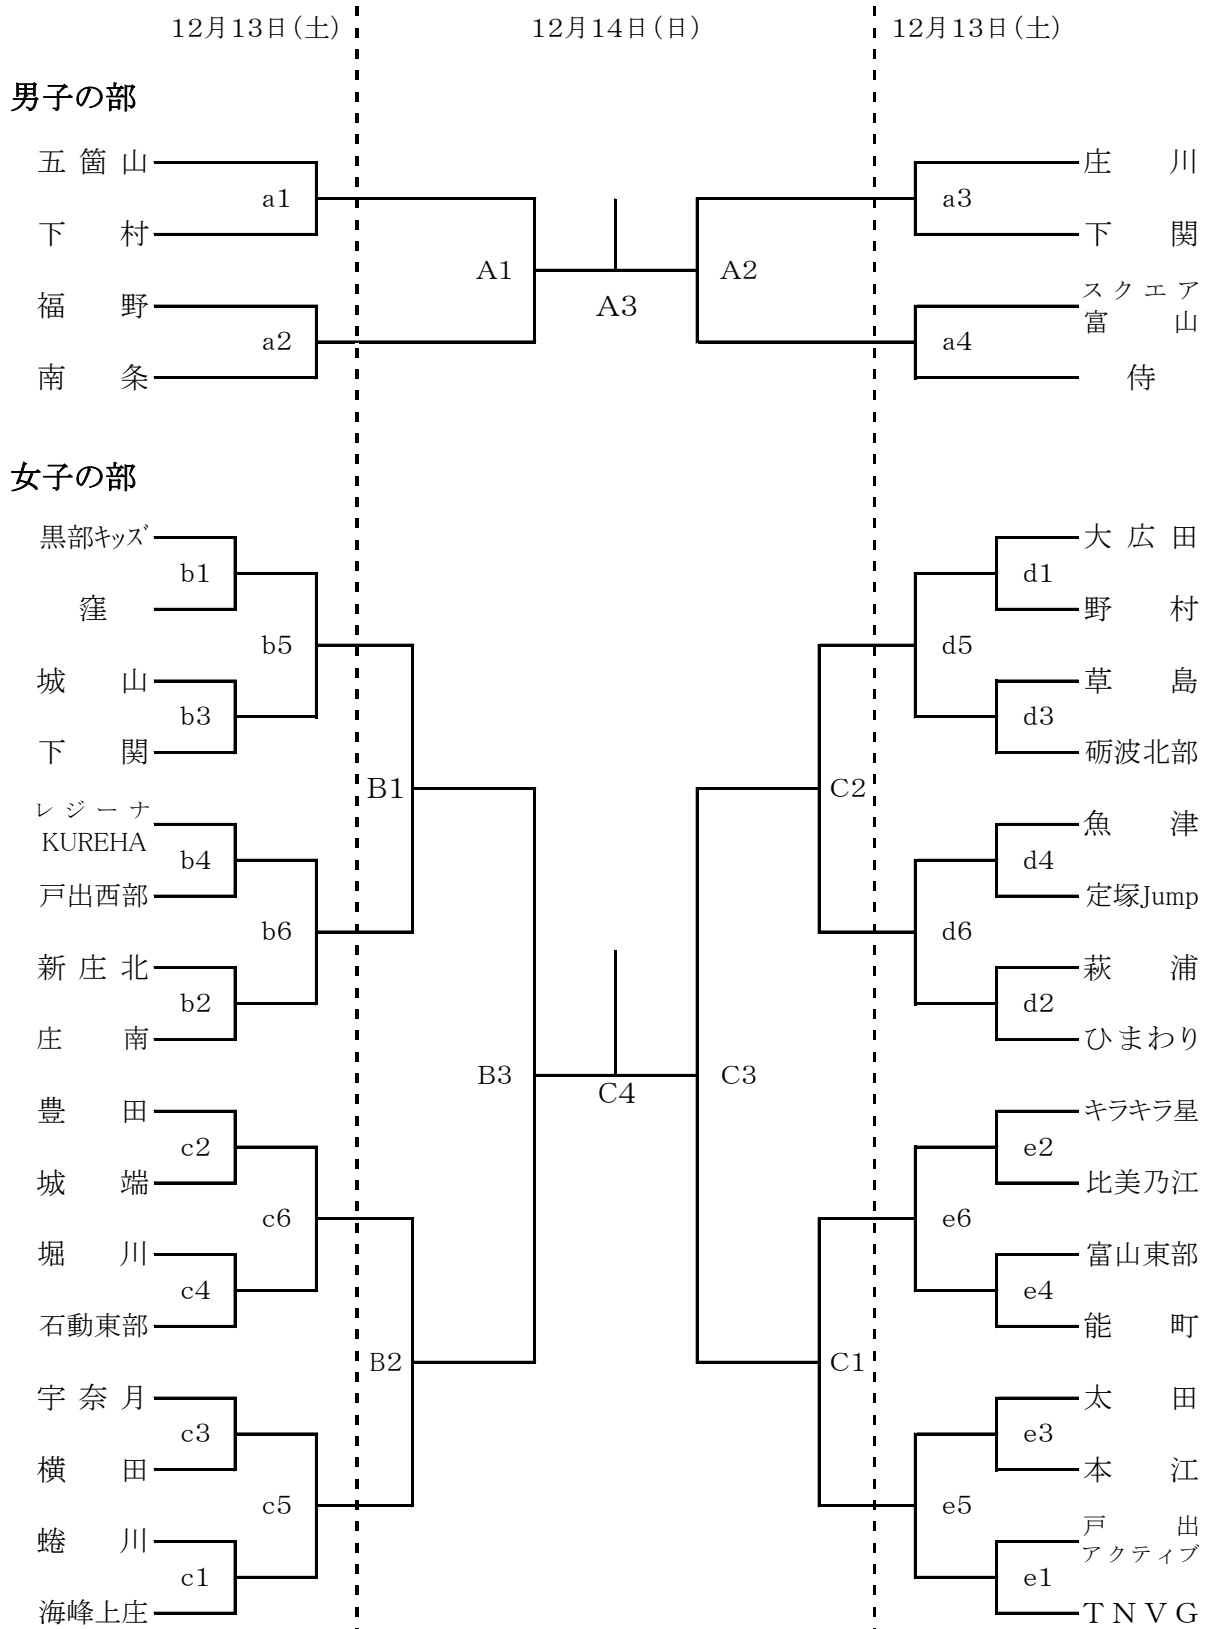 12月13日(土) 12月14日(日) 12月13日(土)
男子の部
五箇山 庄川
a1 a3
下村 下関
A1 A2
福野 スクエア
A3 富山
a2 a4
南条 侍
女子の部
黒部キッズ 大広田
b1 d1
窪 野村
b5 d5
城山 草島
b3 d3
下関 砺波北部
B1 C2
レジーナ 魚津
KUREHA
b4 d4
戸出西部 定塚Jump
b6 d6
新庄北 萩浦
b2 d2
庄南 ひまわり
B3 C3
C4
豊田 キラキラ星
c2 e2
城端 比美乃江
c6 e6
堀川 富山東部
c4 e4
石動東部 能町
B2 C1
宇奈月 太田
c3 e3
横田 本江
c5 e5
蜷川 戸出
アクティブ
c1 e1
海峰上庄 TNVG